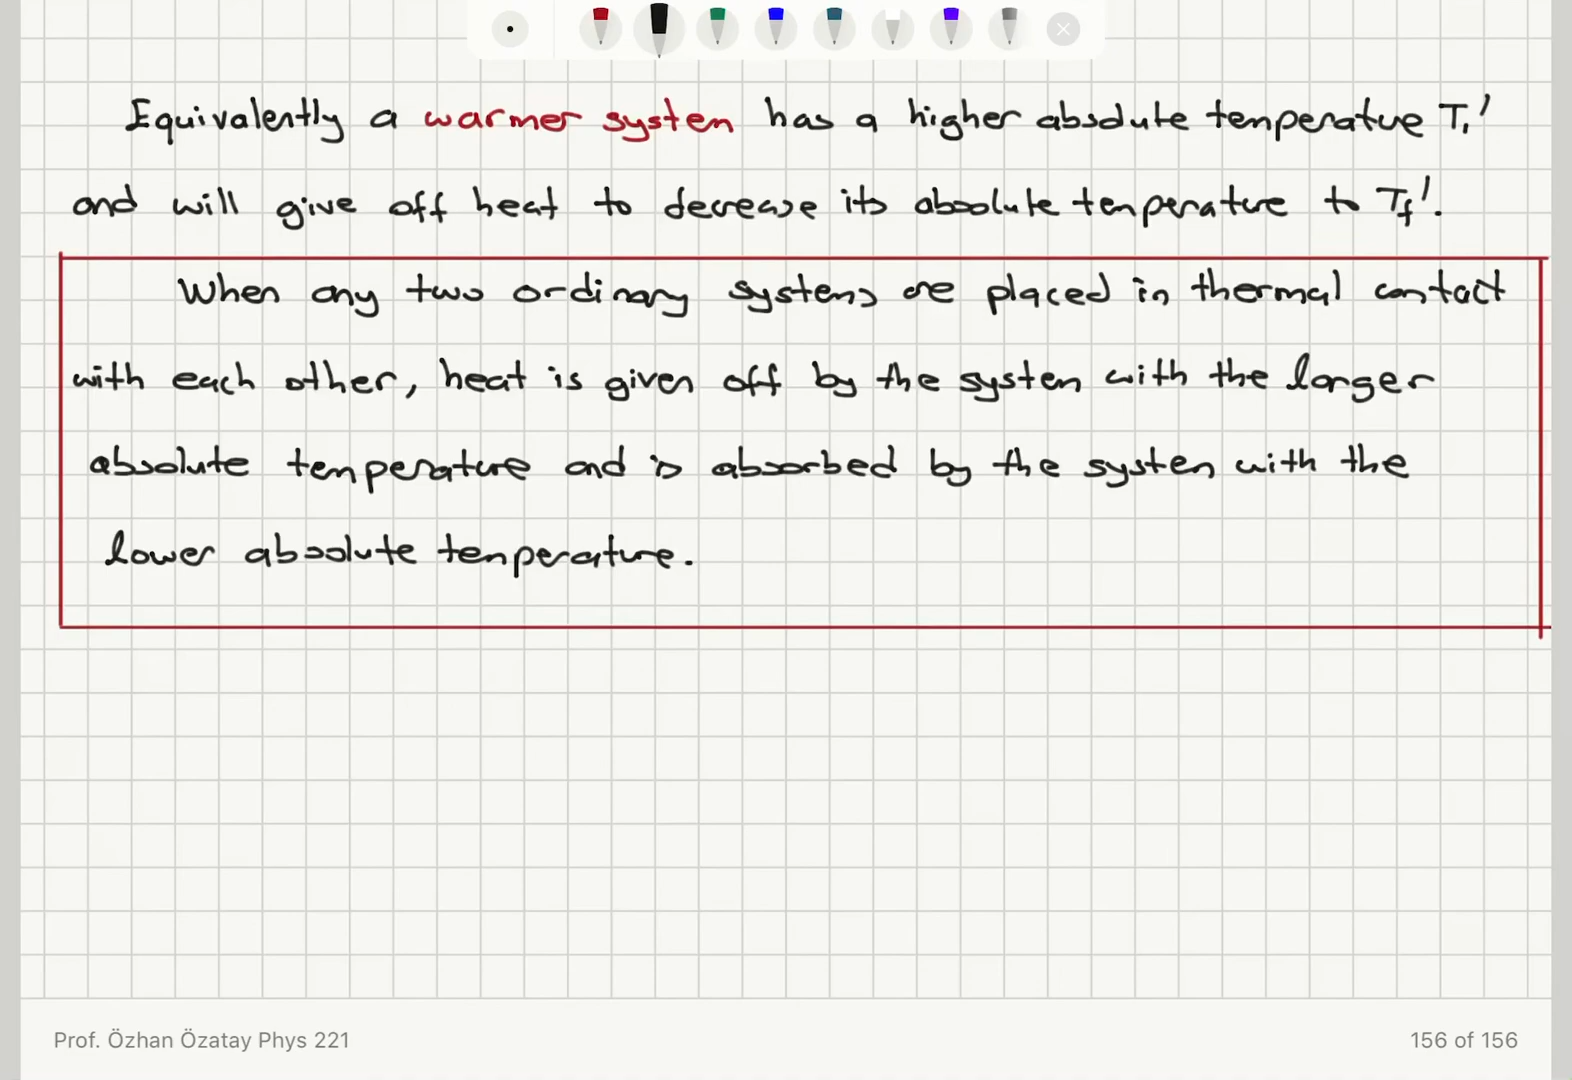 Equivalently a warmer system has a higher absolute temperature Tᵢ'
and will give off heat to decrease its absolute temperature to T_f'.
When any two ordinary systems are placed in thermal contact
with each other, heat is given off by the system with the larger
absolute temperature and is absorbed by the system with the
lower absolute temperature.
Prof. Özhan Özatay Phys 221
156 of 156